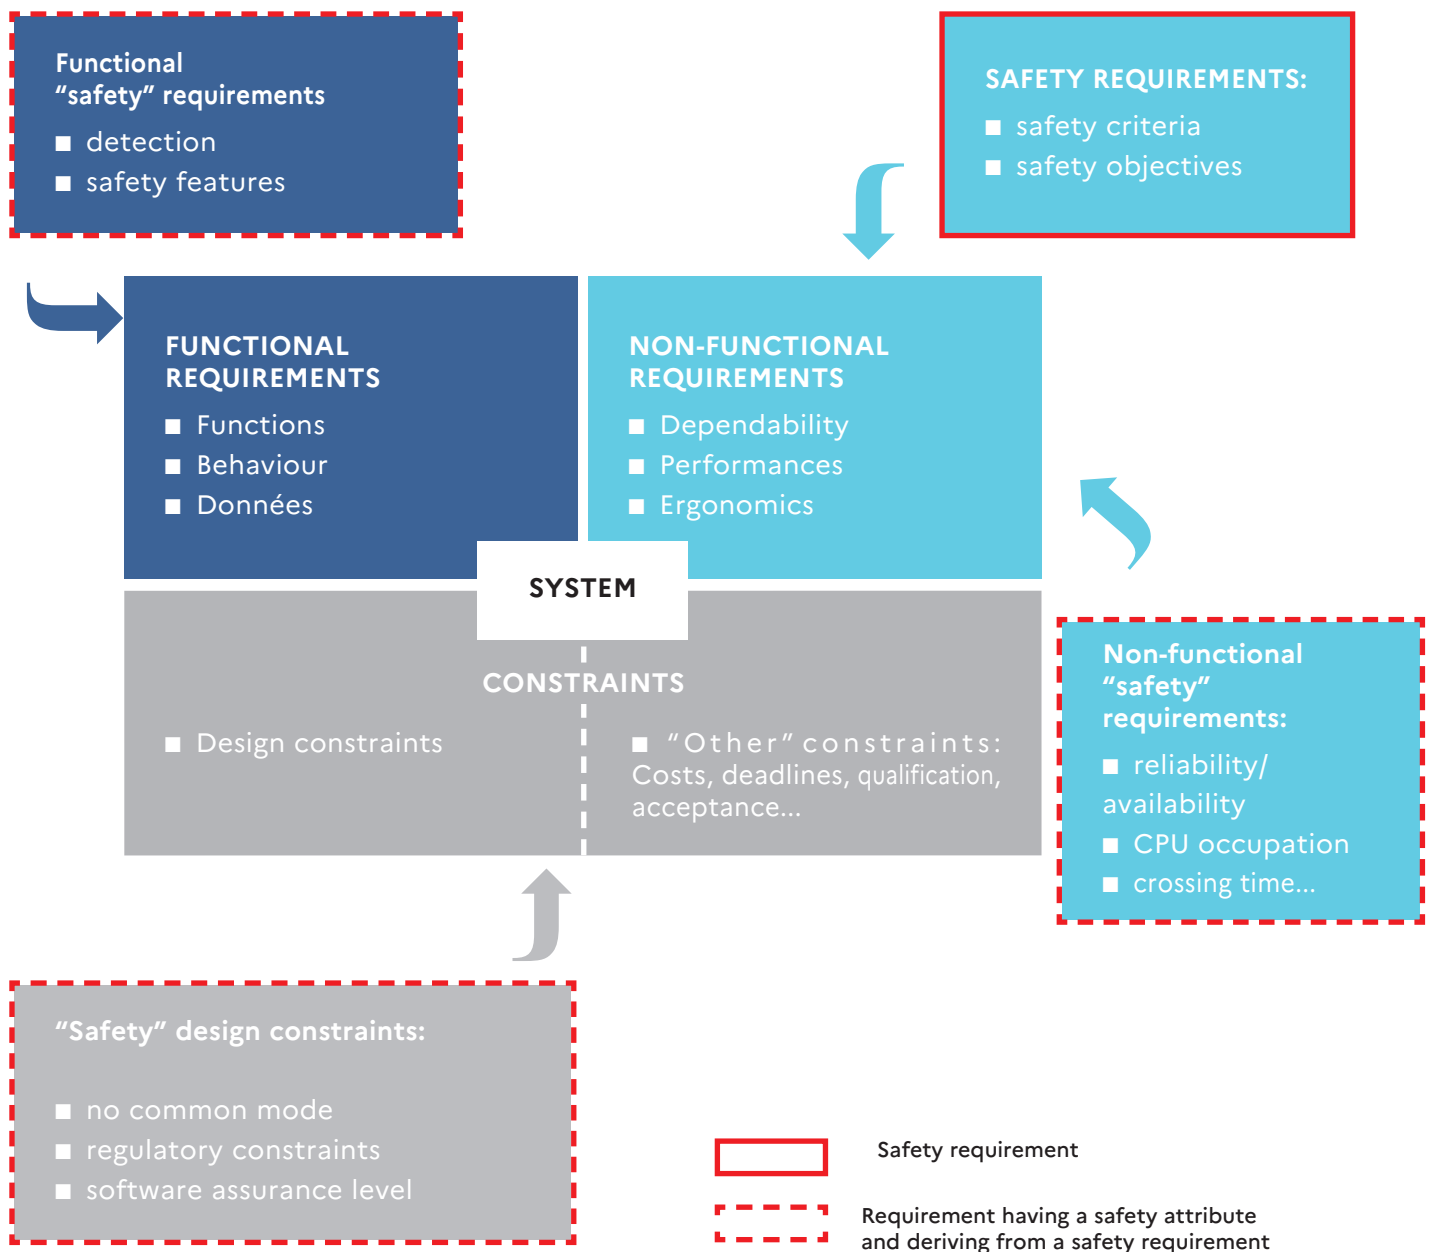 Functional
“safety” requirements
■ detection
■ safety features
SAFETY REQUIREMENTS:
■ safety criteria
■ safety objectives
FUNCTIONAL
REQUIREMENTS
■ Functions
■ Behaviour
■ Données
NON-FUNCTIONAL
REQUIREMENTS
■ Dependability
■ Performances
■ Ergonomics
SYSTEM
CONSTRAINTS
■ Design constraints
■ “Other” constraints:
Costs, deadlines, qualification,
acceptance...
Non-functional
“safety”
requirements:
■ reliability/
availability
■ CPU occupation
■ crossing time...
“Safety” design constraints:
■ no common mode
■ regulatory constraints
■ software assurance level
Safety requirement
Requirement having a safety attribute
and deriving from a safety requirement